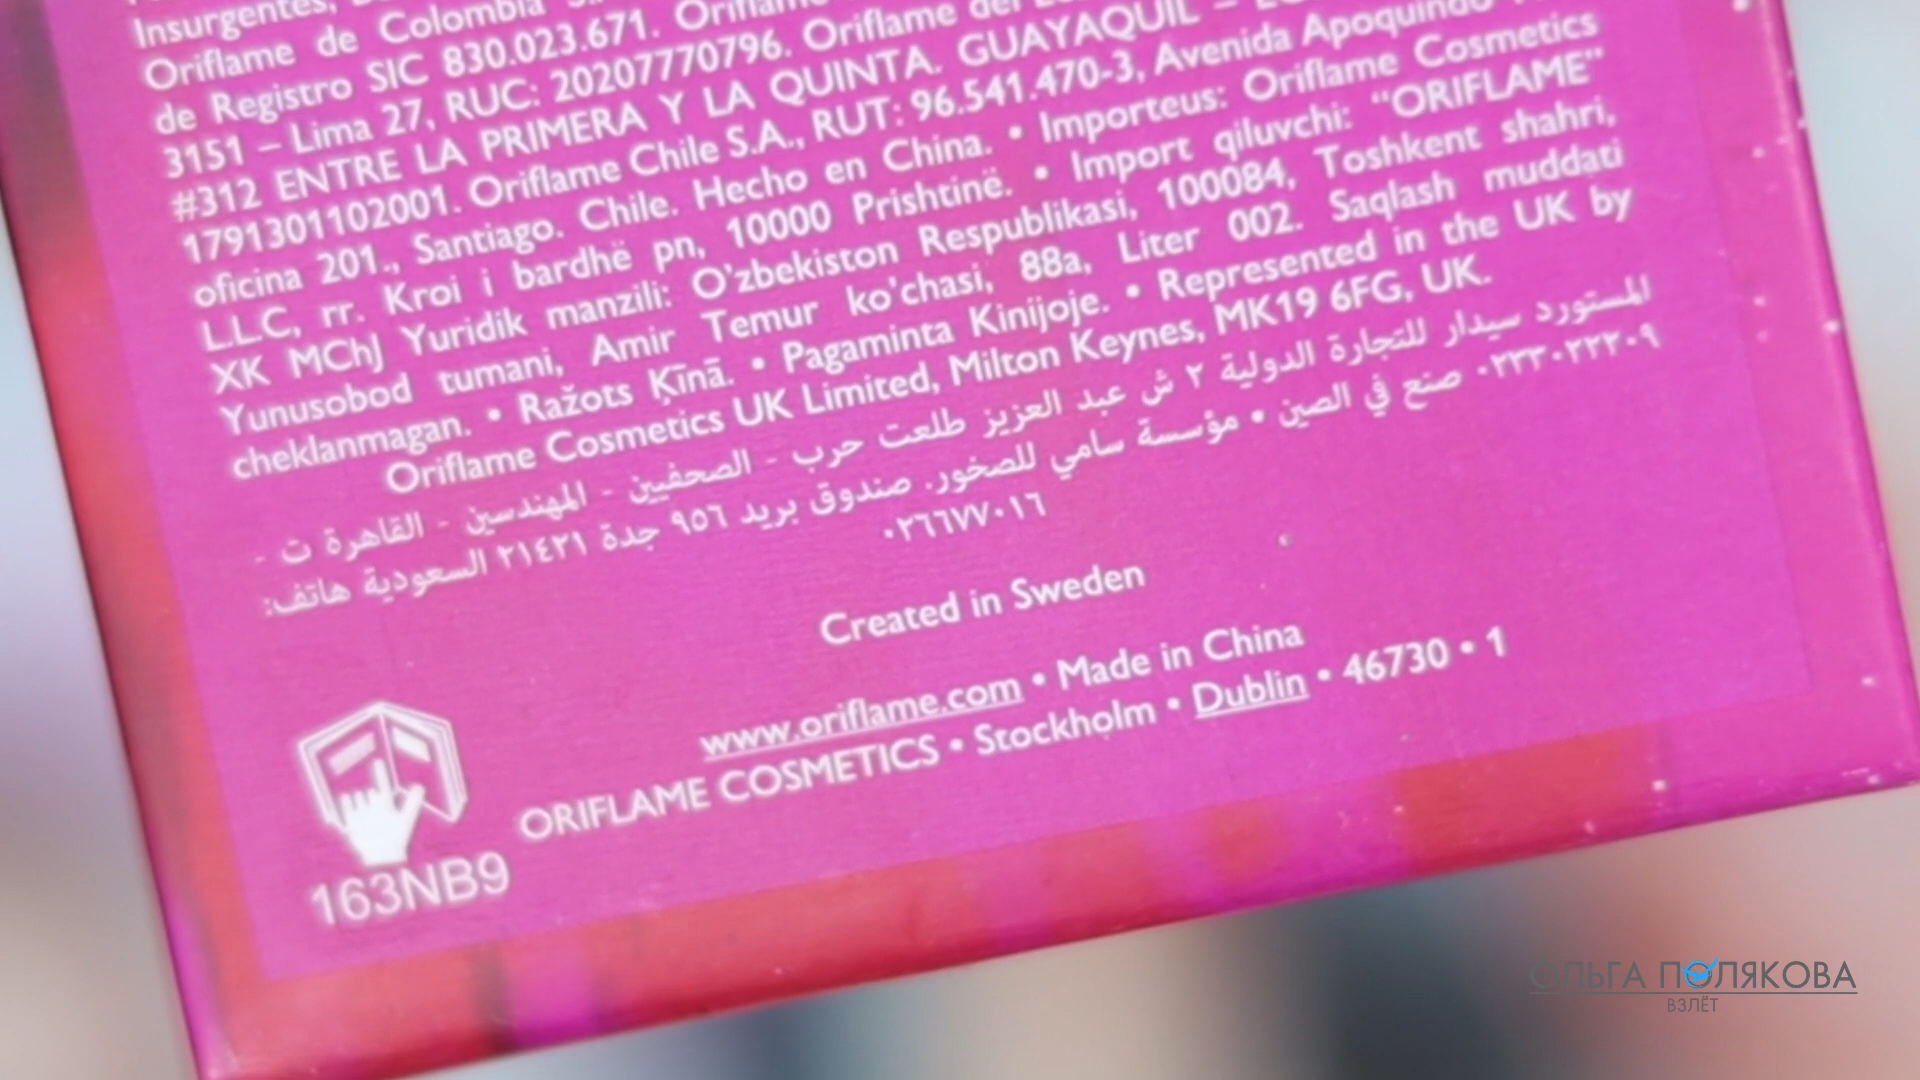 Insurgentes,
Oriflame de Colombia
de Registro SIC 830.023.671.
3151 – Lima 27, RUC: 20207770796. Oriflame del
#312 ENTRE LA PRIMERA Y LA QUINTA. GUAYAQUIL –
1791301102001. Oriflame Chile S.A., RUT: 96.541.470-3, Avenida Apoquindo
oficina 201., Santiago. Chile. Hecho en China. • Importeus: Oriflame Cosmetics
L.L.C, rr. Kroi i bardhë pn, 10000 Prishtinë. • Import qiluvchi: “ORIFLAME”
XK MChJ Yuridik manzili: O’zbekiston Respublikasi, 100084, Toshkent shahri,
Yunusobod tumani, Amir Temur ko’chasi, 88a, Liter 002. Saqlash muddati
cheklanmagan. • Ražots Ķīnā. • Pagaminta Kinijoje. • Represented in the UK by
Oriflame Cosmetics UK Limited, Milton Keynes, MK19 6FG, UK.
المستورد سيدار للتجارة الدولية ٢ ش عبد العزيز طلعت حرب - الصحفيين - المهندسين - القاهرة ت -
٠٢٣٣٠٢٢٢٠٩ صنع في الصين • مؤسسة سامي للصخور. صندوق بريد ٩٥٦ جدة ٢١٤٢١ السعودية هاتف:
٠٢٦٦٧٧٠١٦
Created in Sweden
www.oriflame.com • Made in China
ORIFLAME COSMETICS • Stockholm • Dublin • 46730 • 1
163NB9
ОЛЬГА ПОЛЯКОВА
ВЗЛЁТ